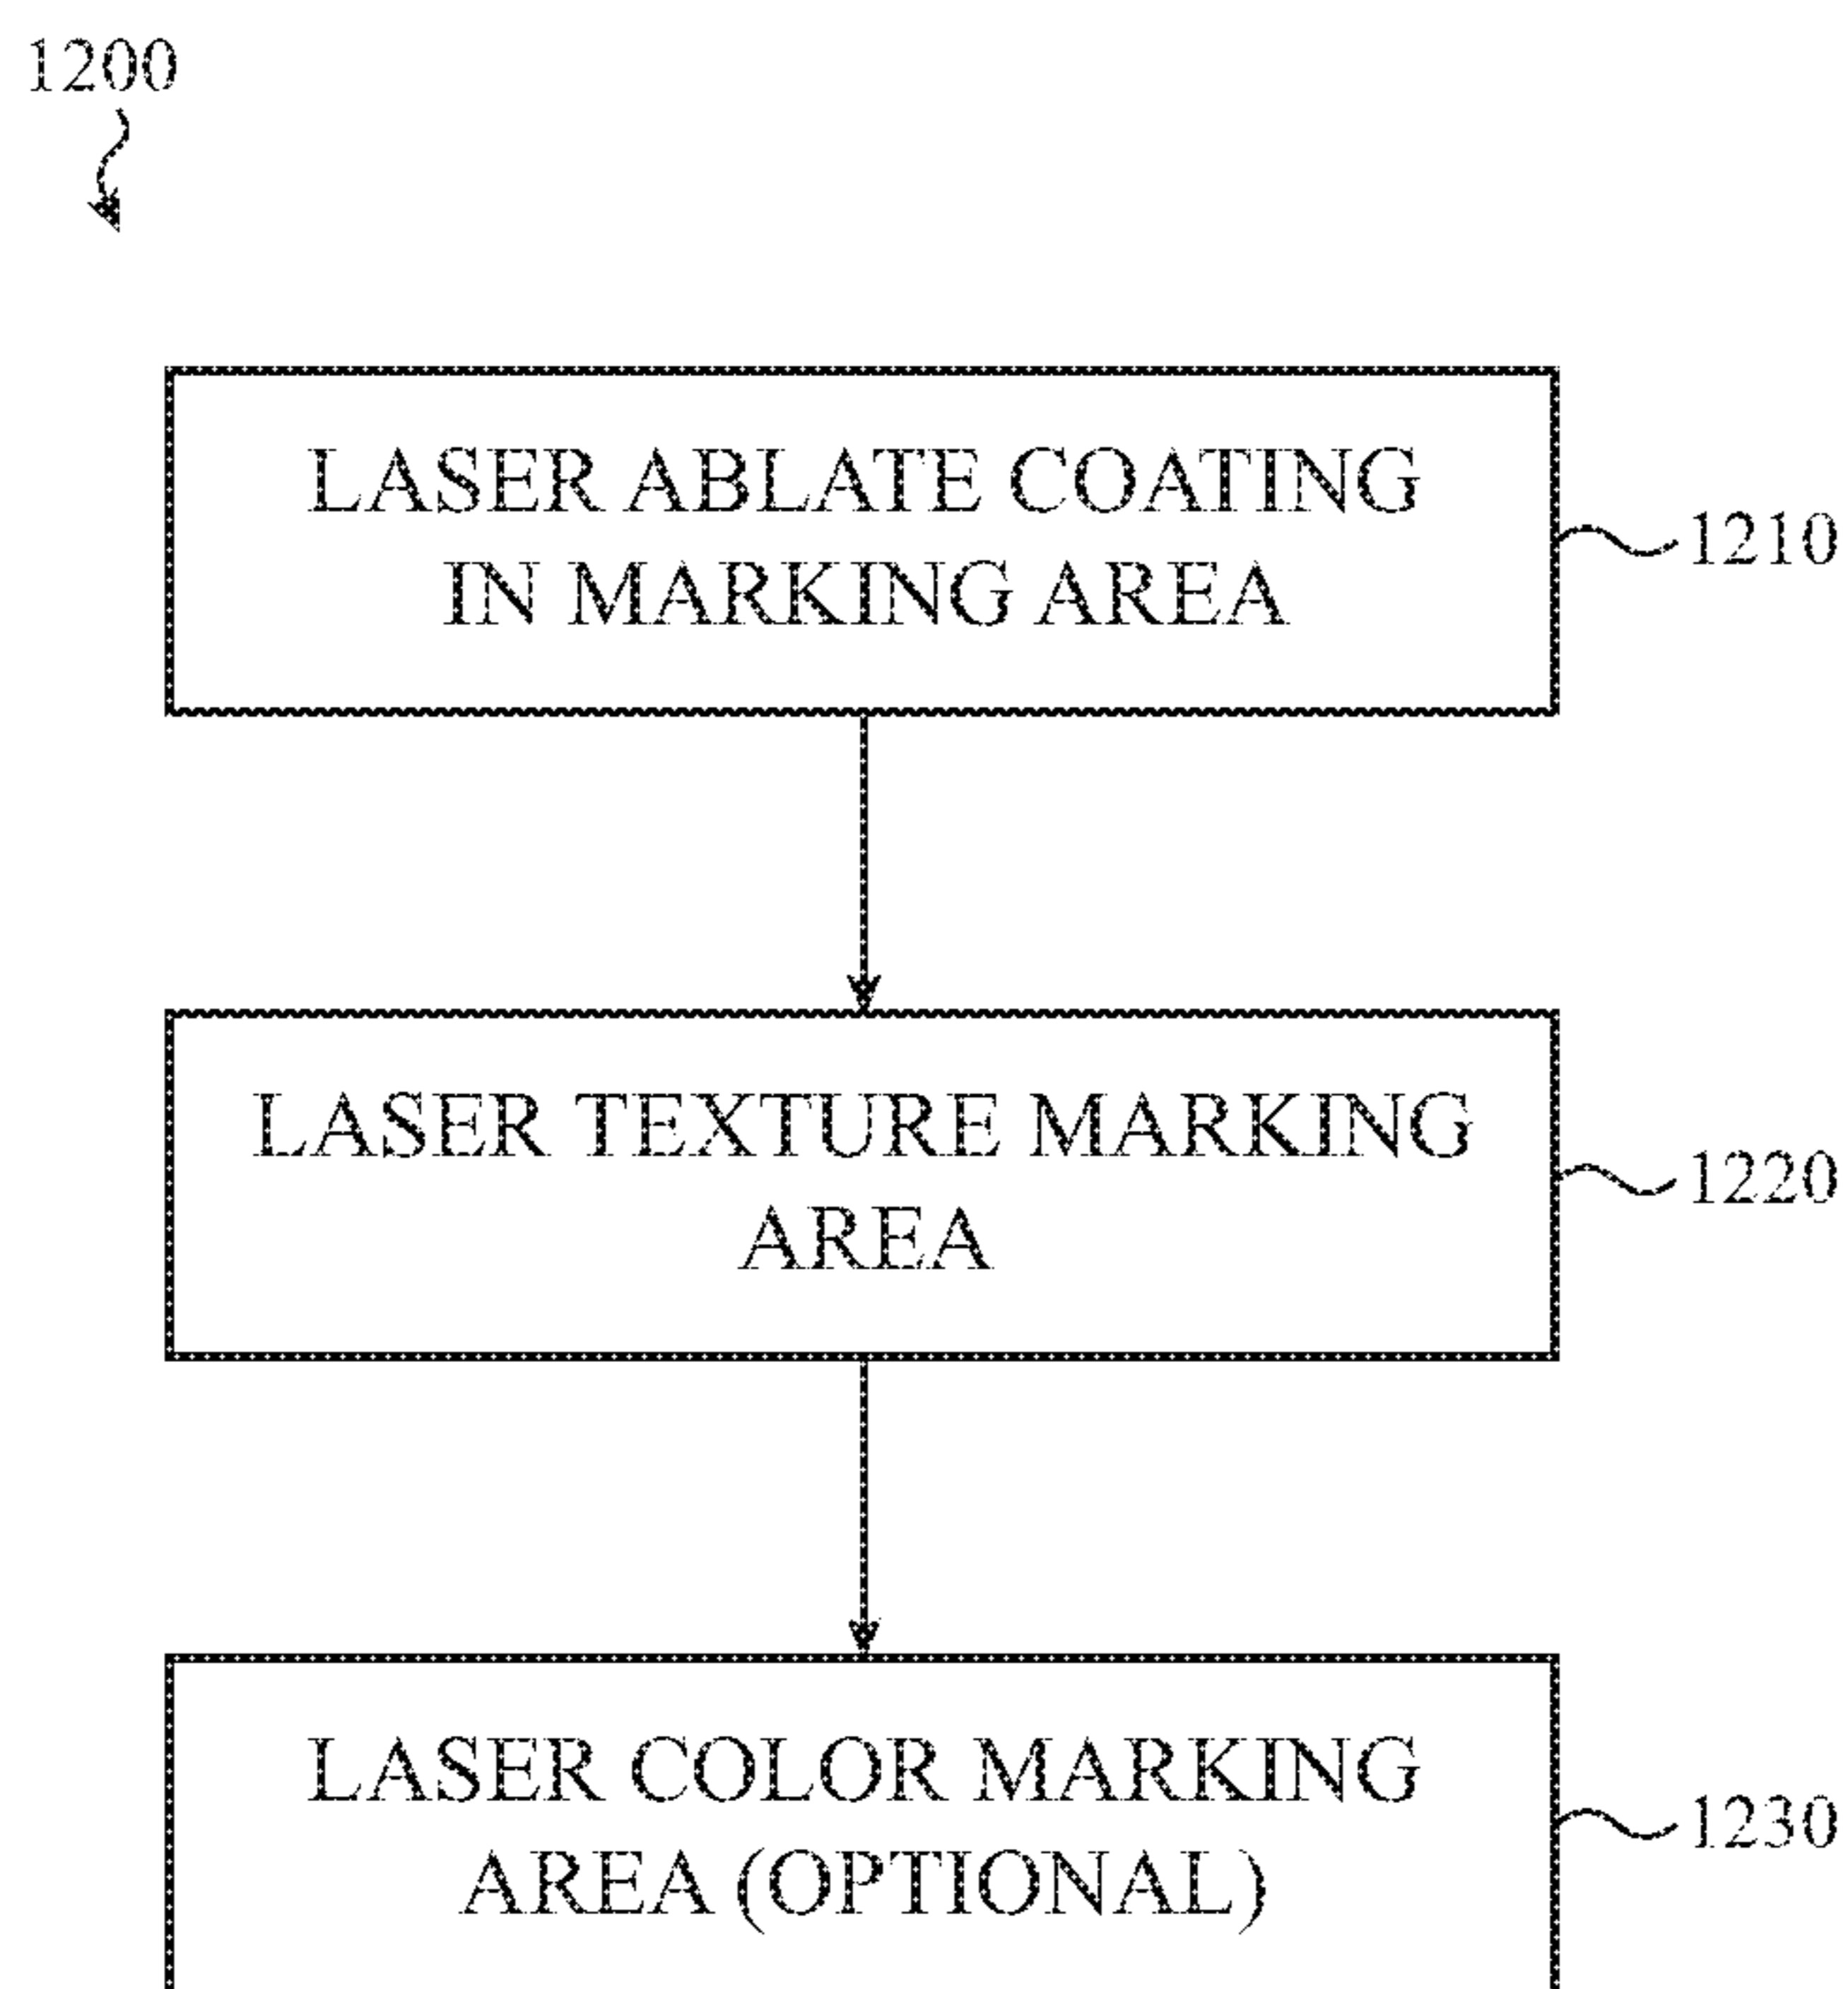 1200
LASER ABLATE COATING
IN MARKING AREA
1210
LASER TEXTURE MARKING
AREA
1220
LASER COLOR MARKING
AREA (OPTIONAL)
1230